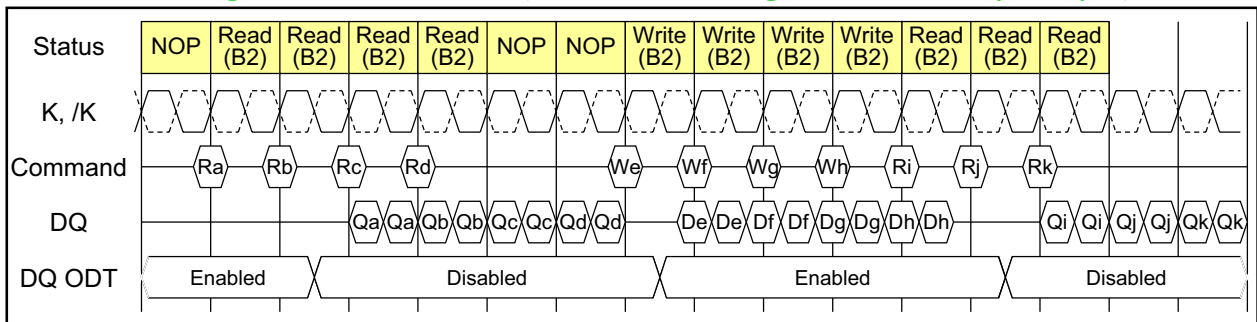 Status NOP Read (B2) Read (B2) Read (B2) Read (B2) NOP NOP Write (B2) Write (B2) Write (B2) Write (B2) Read (B2) Read (B2) Read (B2)
K, /K
Command Ra Rb Rc Rd We Wf Wg Wh Ri Rj Rk
DQ Qa Qa Qb Qb Qc Qc Qd Qd De De Df Df Dg Dg Dh Dh Qi Qi Qj Qj Qk Qk
DQ ODT Enabled Disabled Enabled Disabled